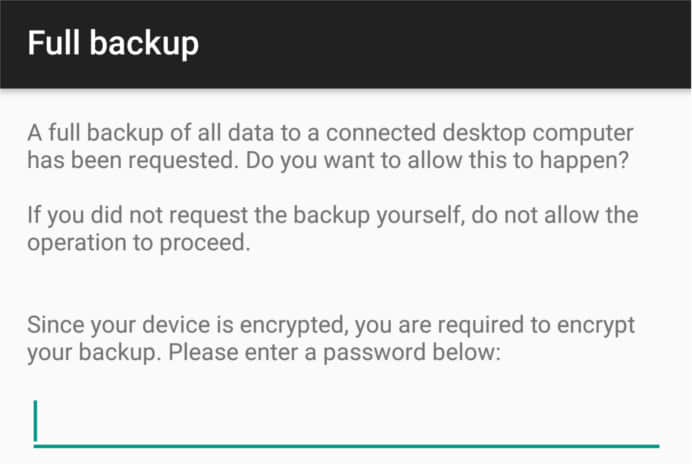 Full backup
A full backup of all data to a connected desktop computer
has been requested. Do you want to allow this to happen?
If you did not request the backup yourself, do not allow the
operation to proceed.
Since your device is encrypted, you are required to encrypt
your backup. Please enter a password below: